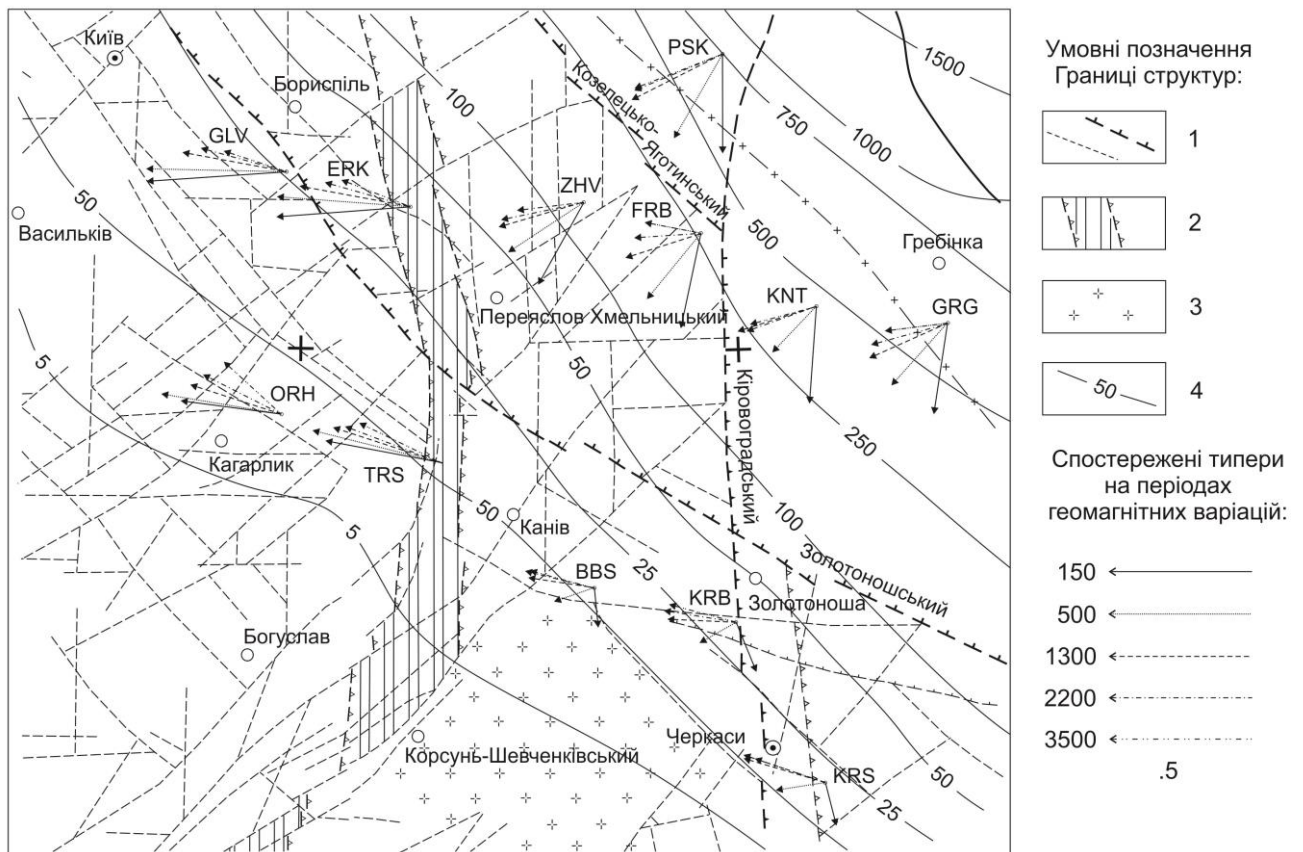 Київ
Бориспіль
PSK
1500
Козелецько-
100
750
1000
GLV
ERK
Яготинський
ZHV
FRB
50
500
Васильків
Гребінка
KNT
GRG
Переяслов Хмельницький
50
5
ORH
Кіровоградський
250
Кагарлик
TRS
50
100
Канів
5
Золотоношський
BBS
25
KRB
Золотоноша
Богуслав
Черкаси
Корсунь-Шевченківський
KRS
50
25
Умовні позначення
Границі структур:
1
2
3
50
4
Спостережені типери
на періодах
геомагнітних варіацій:
150
500
1300
2200
3500
.5